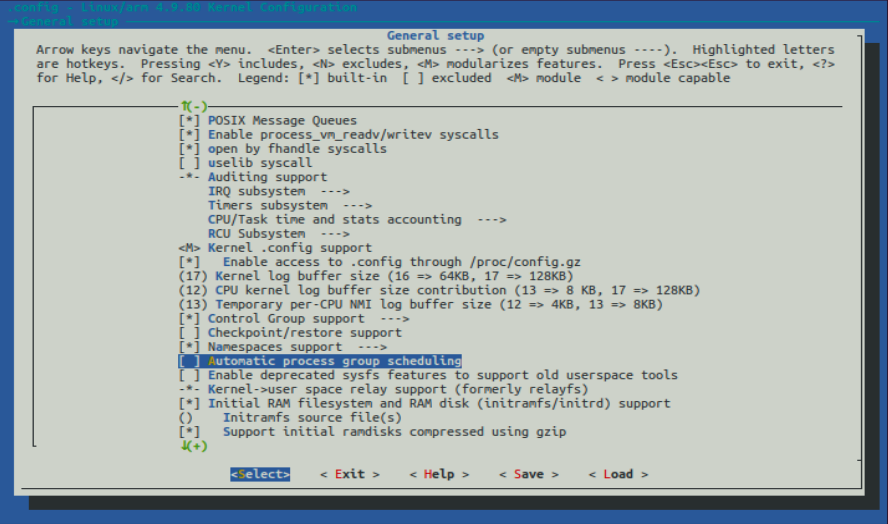 .config - Linux/arm 4.9.80 Kernel Configuration
→ General setup
General setup
Arrow keys navigate the menu. <Enter> selects submenus ---> (or empty submenus ----). Highlighted letters
are hotkeys. Pressing <Y> includes, <N> excludes, <M> modularizes features. Press <Esc><Esc> to exit, <?>
for Help, </> for Search. Legend: [*] built-in [ ] excluded <M> module < > module capable
↑(-)
[*] POSIX Message Queues
[*] Enable process_vm_readv/writev syscalls
[*] open by fhandle syscalls
[ ] uselib syscall
-*- Auditing support
IRQ subsystem --->
Timers subsystem --->
CPU/Task time and stats accounting --->
RCU Subsystem --->
<M> Kernel .config support
[*] Enable access to .config through /proc/config.gz
(17) Kernel log buffer size (16 => 64KB, 17 => 128KB)
(12) CPU kernel log buffer size contribution (13 => 8 KB, 17 => 128KB)
(13) Temporary per-CPU NMI log buffer size (12 => 4KB, 13 => 8KB)
[*] Control Group support --->
[ ] Checkpoint/restore support
[*] Namespaces support --->
[ ] Automatic process group scheduling
[ ] Enable deprecated sysfs features to support old userspace tools
-*- Kernel->user space relay support (formerly relayfs)
[*] Initial RAM filesystem and RAM disk (initramfs/initrd) support
() Initramfs source file(s)
[*] Support initial ramdisks compressed using gzip
↓(+)
<Select> < Exit > < Help > < Save > < Load >